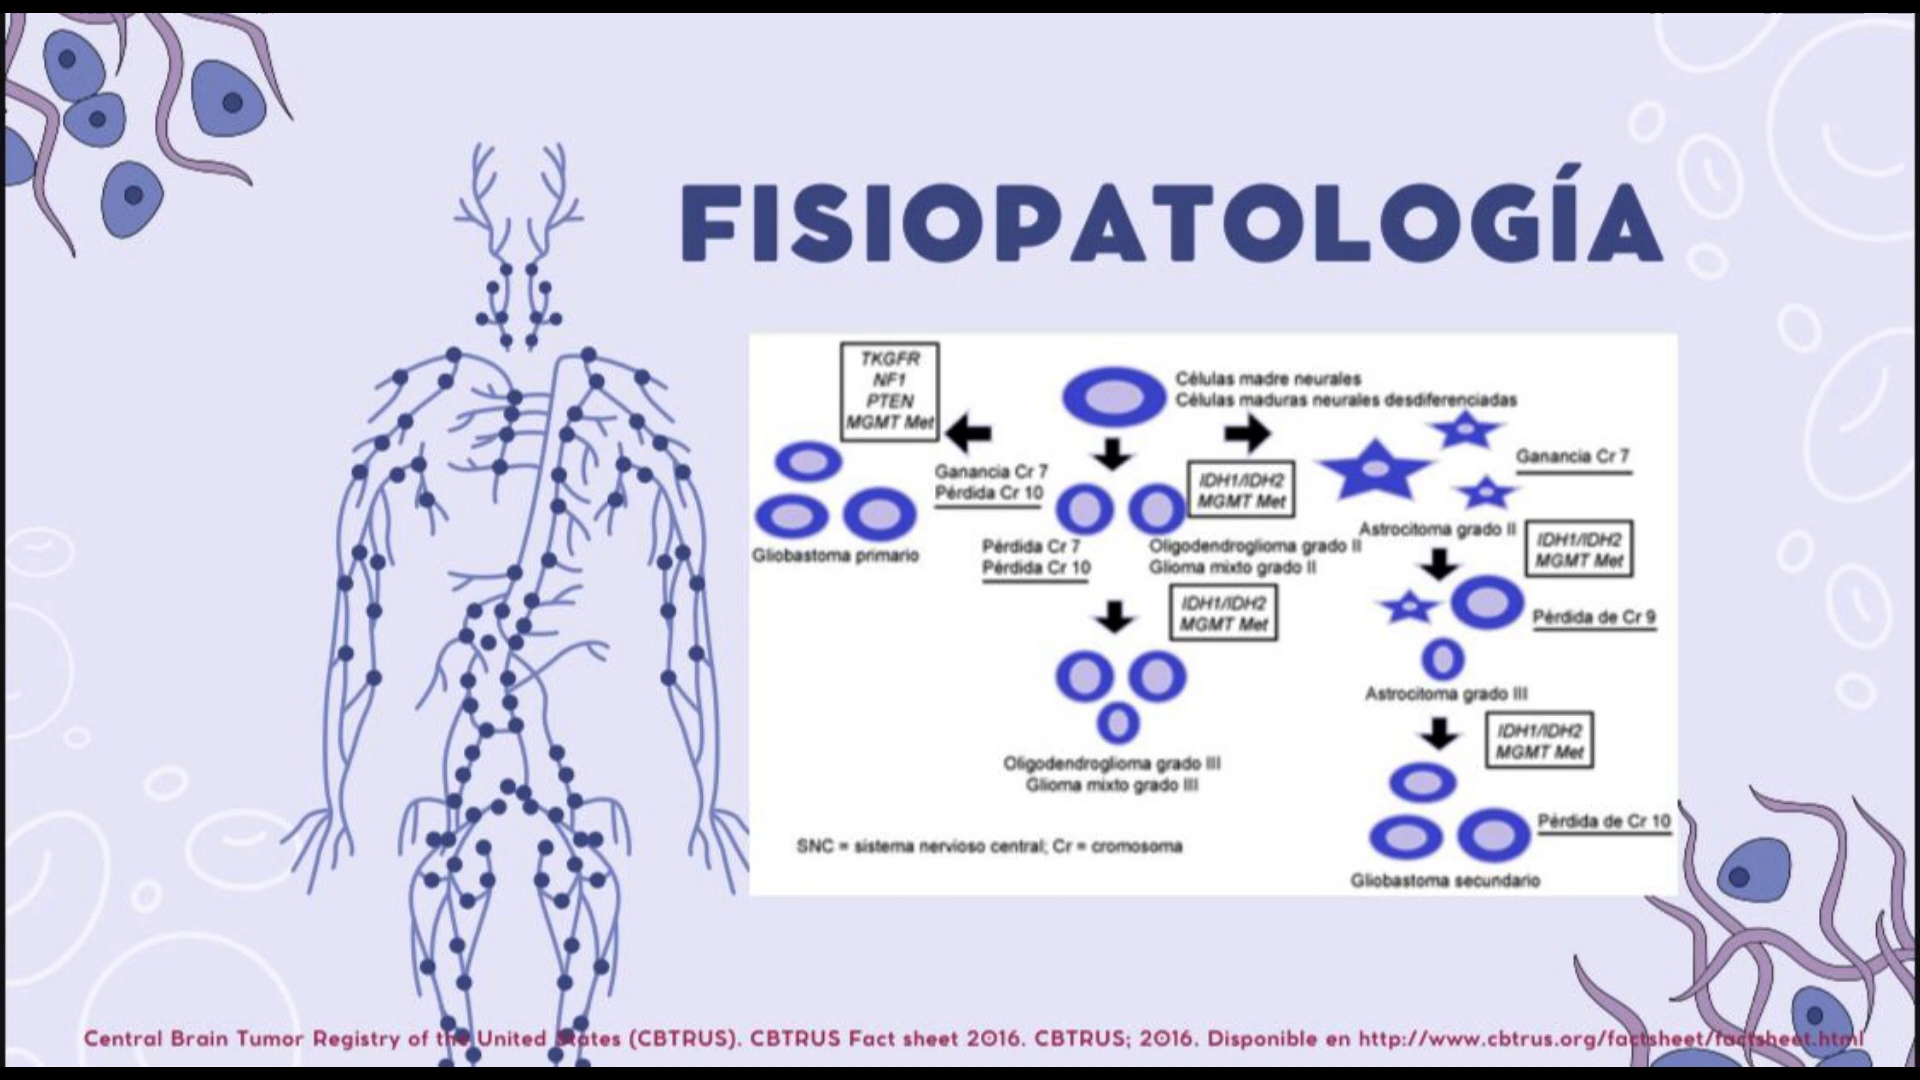 FISIOPATOLOGÍA
TKGFR
NF1
PTEN
MGMT Met
Células madre neurales
Células maduras neurales desdiferenciadas
Ganancia Cr 7
Pérdida Cr 10
Gliobastoma primario
IDH1/IDH2
MGMT Met
Pérdida Cr 7
Pérdida Cr 10
Oligodendroglioma grado II
Glioma mixto grado II
IDH1/IDH2
MGMT Met
Oligodendroglioma grado III
Glioma mixto grado III
Ganancia Cr 7
Astrocitoma grado II
IDH1/IDH2
MGMT Met
Pérdida de Cr 9
Astrocitoma grado III
IDH1/IDH2
MGMT Met
Pérdida de Cr 10
Gliobastoma secundario
SNC = sistema nervioso central; Cr = cromosoma
Central Brain Tumor Registry of the United States (CBTRUS). CBTRUS Fact sheet 2016. CBTRUS; 2016. Disponible en http://www.cbtrus.org/factsheet/factsheet.html